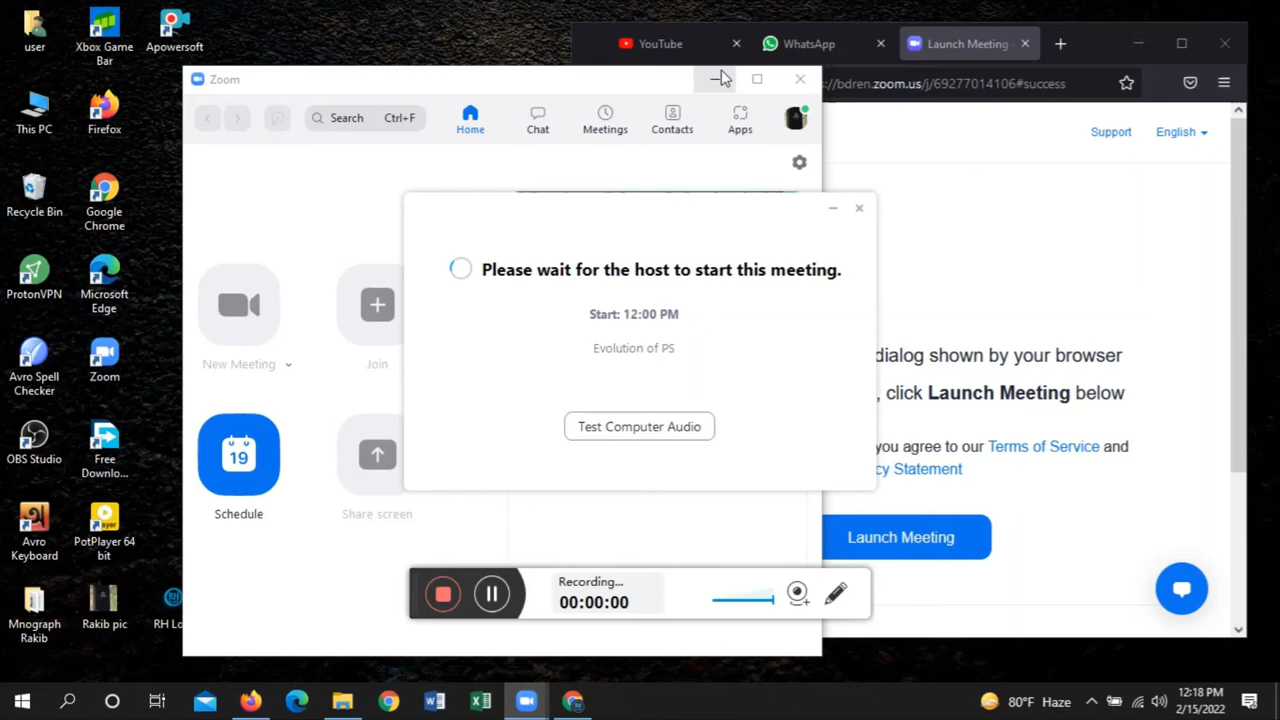 user
Xbox Game
Bar
Apowersoft
This PC
Firefox
Recycle Bin
Google
Chrome
ProtonVPN
Microsoft
Edge
Avro Spell
Checker
Zoom
OBS Studio
Free
Downlo...
Avro
Keyboard
PotPlayer 64
bit
Mnograph
Rakib
Rakib pic
RH Lo
YouTube
WhatsApp
Launch Meeting -
://bdren.zoom.us/j/69277014106#success
Support
English
Zoom
Search Ctrl+F
Home
Chat
Meetings
Contacts
Apps
New Meeting
Join
19
Schedule
Share screen
Please wait for the host to start this meeting.
Start: 12:00 PM
Evolution of PS
Test Computer Audio
dialog shown by your browser
, click Launch Meeting below
you agree to our Terms of Service and
cy Statement
Launch Meeting
Recording...
00:00:00
80°F Haze
12:18 PM
2/15/2022